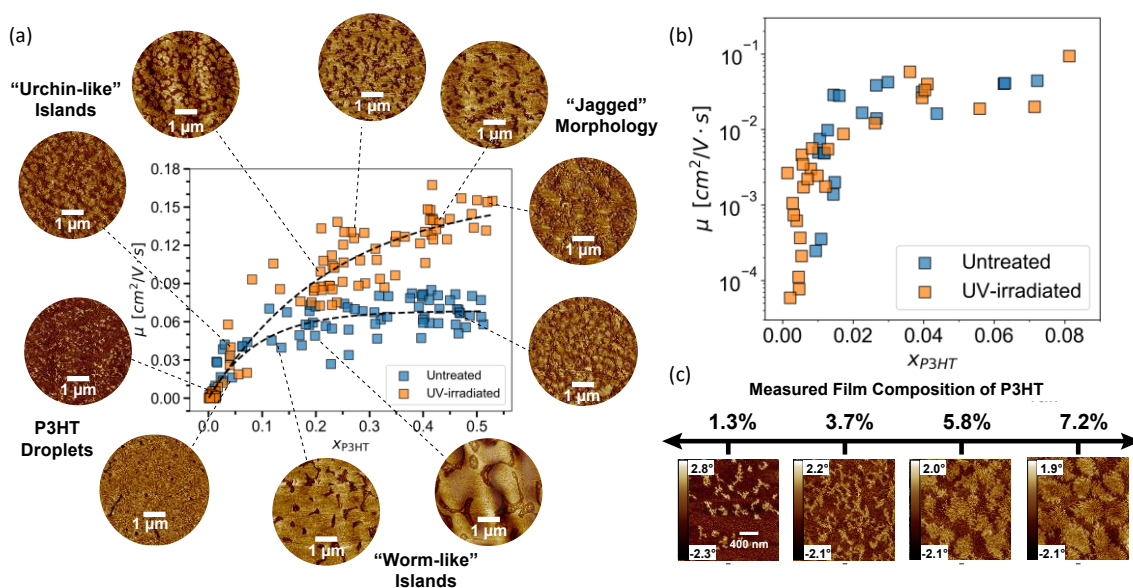 (a)
"Urchin-like"
Islands
1 µm
1 µm
1 µm
1 µm
"Jagged"
Morphology
1 µm
1 µm
1 µm
1 µm
P3HT
Droplets
1 µm
1 µm
1 µm
"Worm-like"
Islands
µ [cm²/V.s]
0.18
0.15
0.12
0.09
0.06
0.03
0.00
0.0 0.1 0.2 0.3 0.4 0.5
xP3HT
Untreated
UV-irradiated
(b)
µ [cm²/V · s]
10⁻¹
10⁻²
10⁻³
10⁻⁴
0.00 0.02 0.04 0.06 0.08
xP3HT
Untreated
UV-irradiated
(c)
Measured Film Composition of P3HT
1.3% 3.7% 5.8% 7.2%
2.8° 2.2° 2.0° 1.9°
400 nm
-2.3° -2.1° -2.1° -2.1°